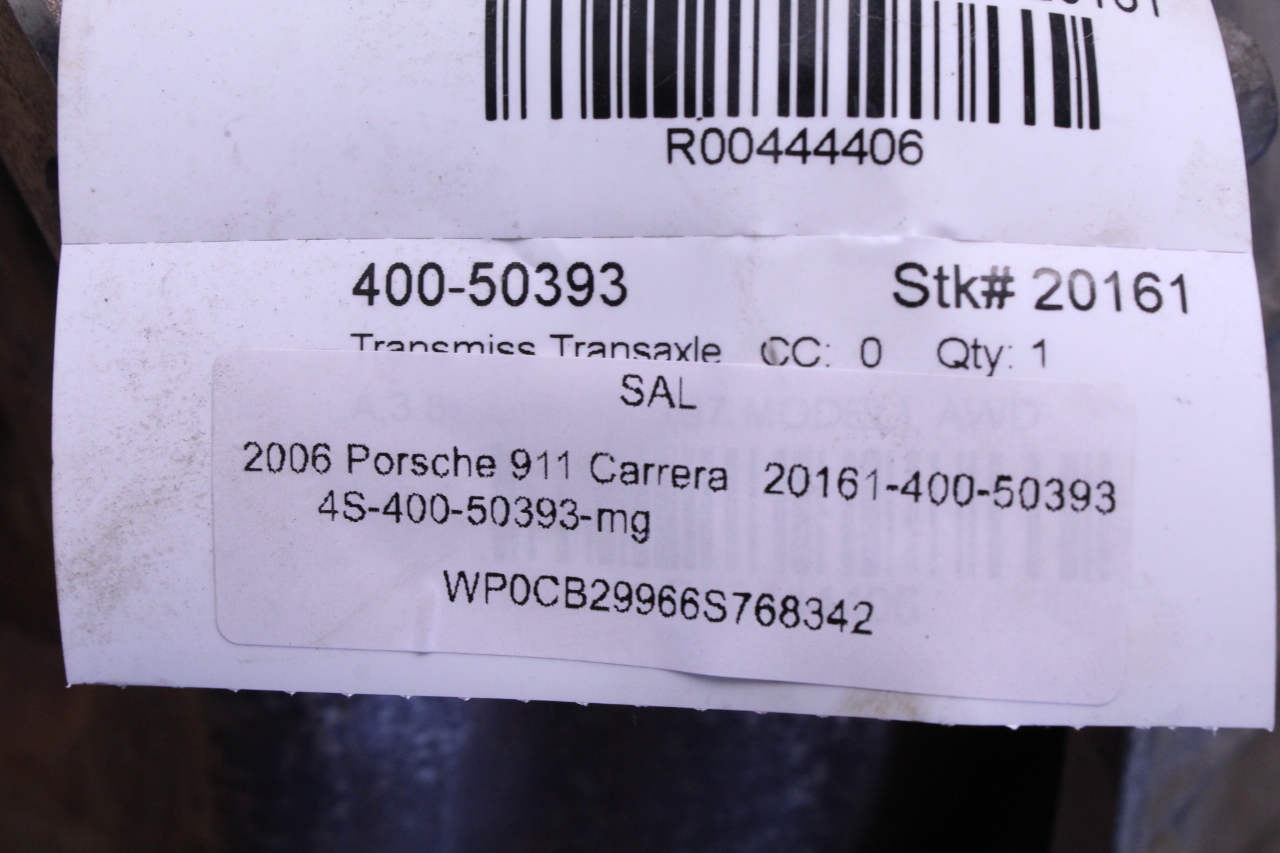 R00444406
400-50393 Stk# 20161
Transmiss Transaxle CC: 0 Qty: 1
SAL
2006 Porsche 911 Carrera 20161-400-50393
4S-400-50393-mg
WP0CB29966S768342